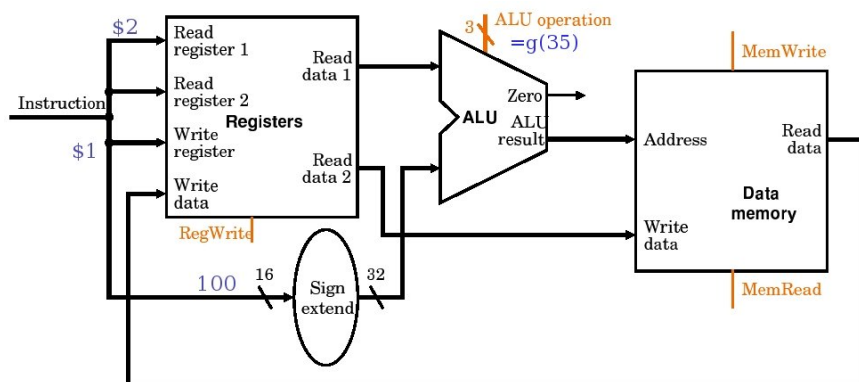 $2
Read
register 1
Read
register 2
Instruction
$1
Write
register
Write
data
Registers
Read
data 1
Read
data 2
RegWrite
100
16
Sign
extend
32
3
ALU operation
=g(35)
Zero
ALU
ALU
result
MemWrite
Address
Read
data
Data
memory
Write
data
MemRead